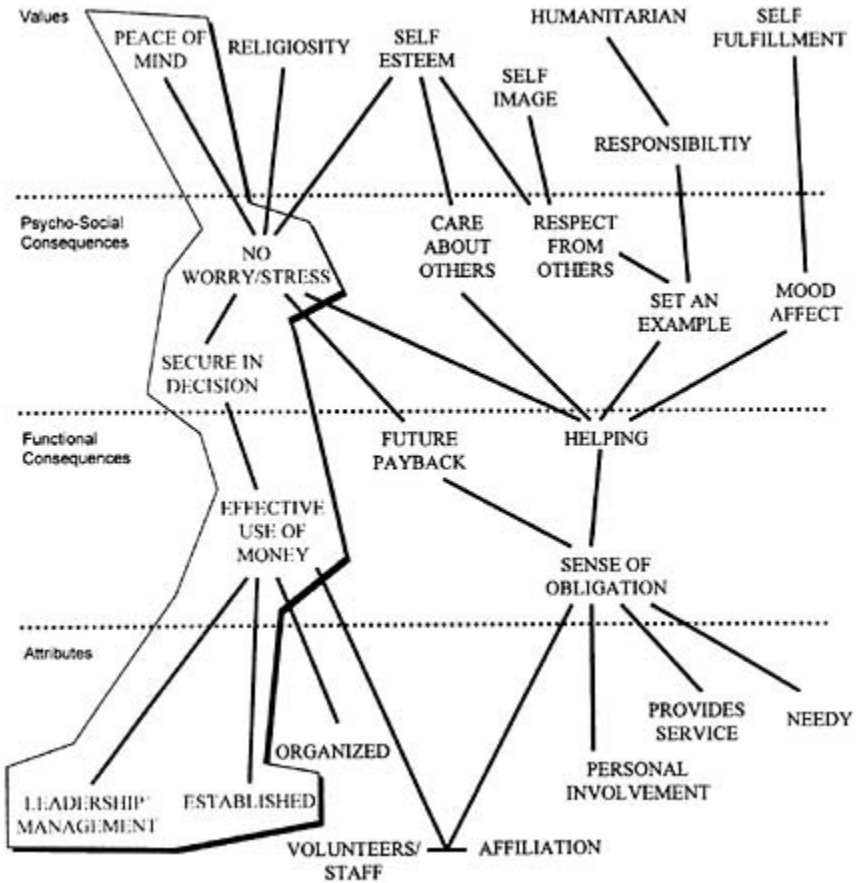 Values
PEACE OF
MIND
RELIGIOSITY
SELF
ESTEEM
SELF
IMAGE
HUMANITARIAN
SELF
FULFILLMENT
RESPONSIBILTIY
Psycho-Social
Consequences
NO
WORRY/STRESS
CARE
ABOUT
OTHERS
RESPECT
FROM
OTHERS
SET AN
EXAMPLE
MOOD
AFFECT
SECURE IN
DECISION
Functional
Consequences
FUTURE
PAYBACK
HELPING
EFFECTIVE
USE OF
MONEY
SENSE OF
OBLIGATION
Attributes
ORGANIZED
PROVIDES
SERVICE
NEEDY
PERSONAL
INVOLVEMENT
LEADERSHIP/
MANAGEMENT
ESTABLISHED
VOLUNTEERS/
STAFF
AFFILIATION